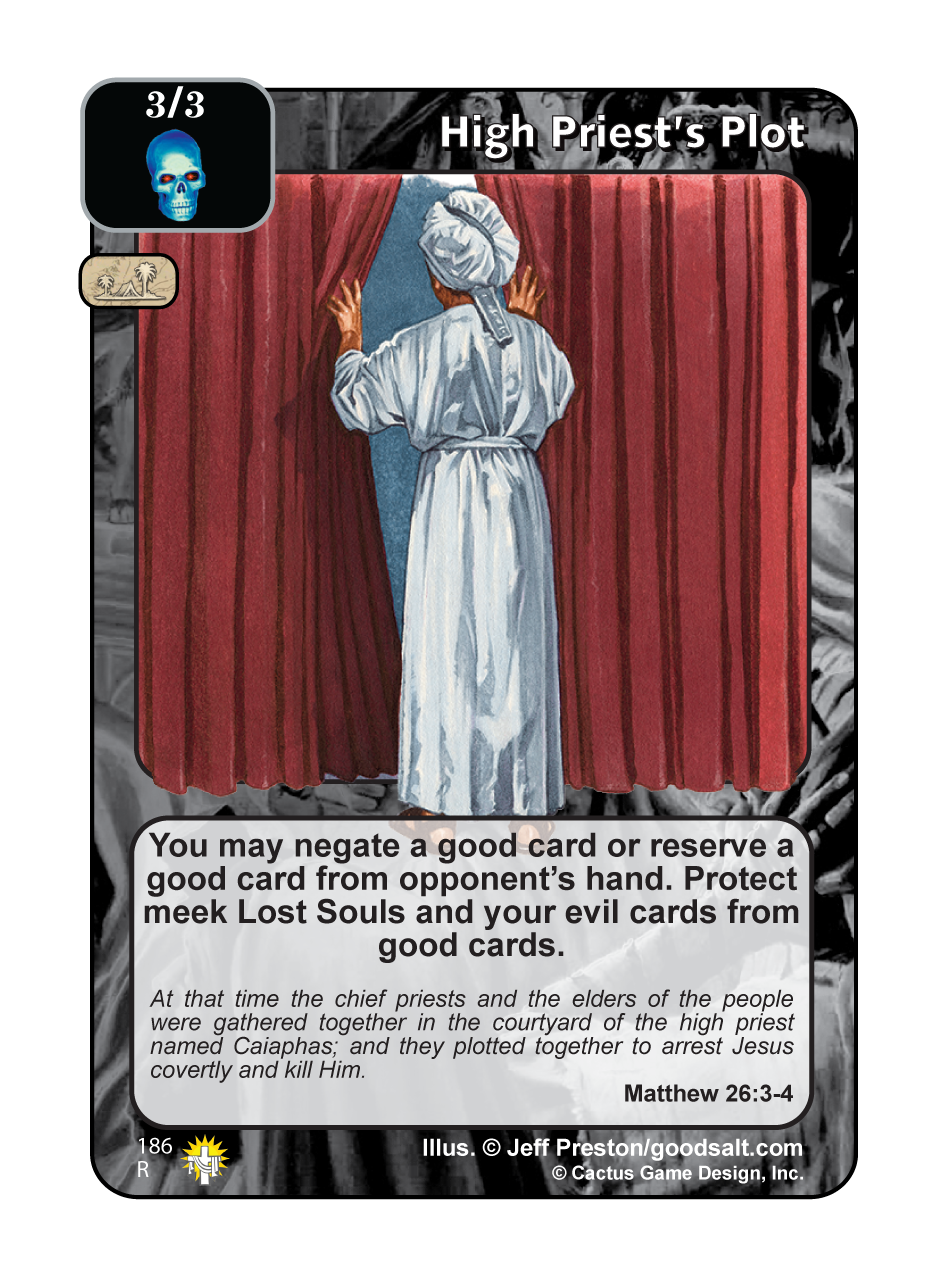 3/3
High Priest's Plot
You may negate a good card or reserve a
good card from opponent's hand. Protect
meek Lost Souls and your evil cards from
good cards.
At that time the chief priests and the elders of the people
were gathered together in the courtyard of the high priest
named Caiaphas; and they plotted together to arrest Jesus
covertly and kill Him.
Matthew 26:3-4
186
R
Illus. © Jeff Preston/goodsalt.com
© Cactus Game Design, Inc.